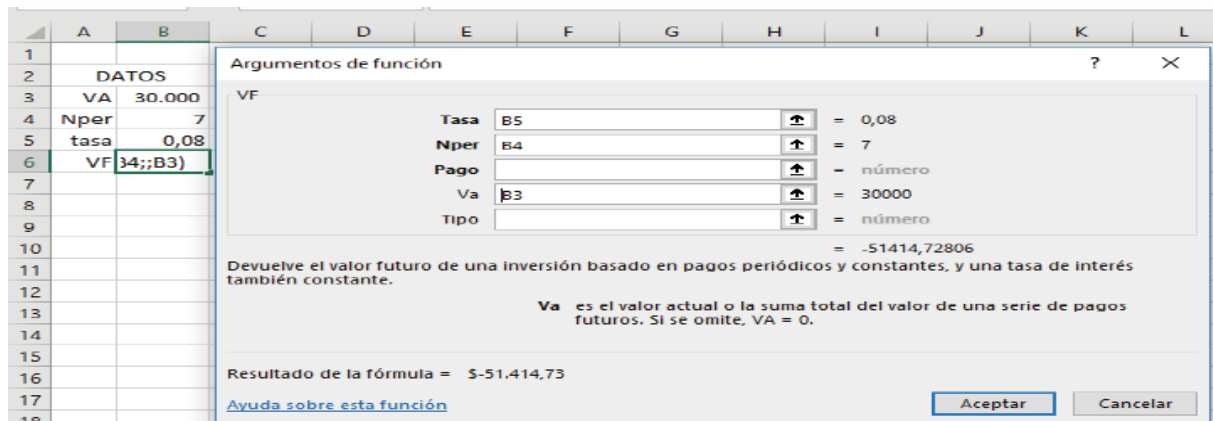 A B C D E F G H I J K L
1
2 DATOS
3 VA 30.000
4 Nper 7
5 tasa 0,08
6 VF 34;;B3)
7
8
9
10
11
12
13
14
15
16
17
18
Argumentos de función ? ×
VF
Tasa B5 = 0,08
Nper B4 = 7
Pago = número
Va B3 = 30000
Tipo = número
= -51414,72806
Devuelve el valor futuro de una inversión basado en pagos periódicos y constantes, y una tasa de interés
también constante.
Va es el valor actual o la suma total del valor de una serie de pagos
futuros. Si se omite, VA = 0.
Resultado de la fórmula = $-51.414,73
Ayuda sobre esta función
Aceptar Cancelar